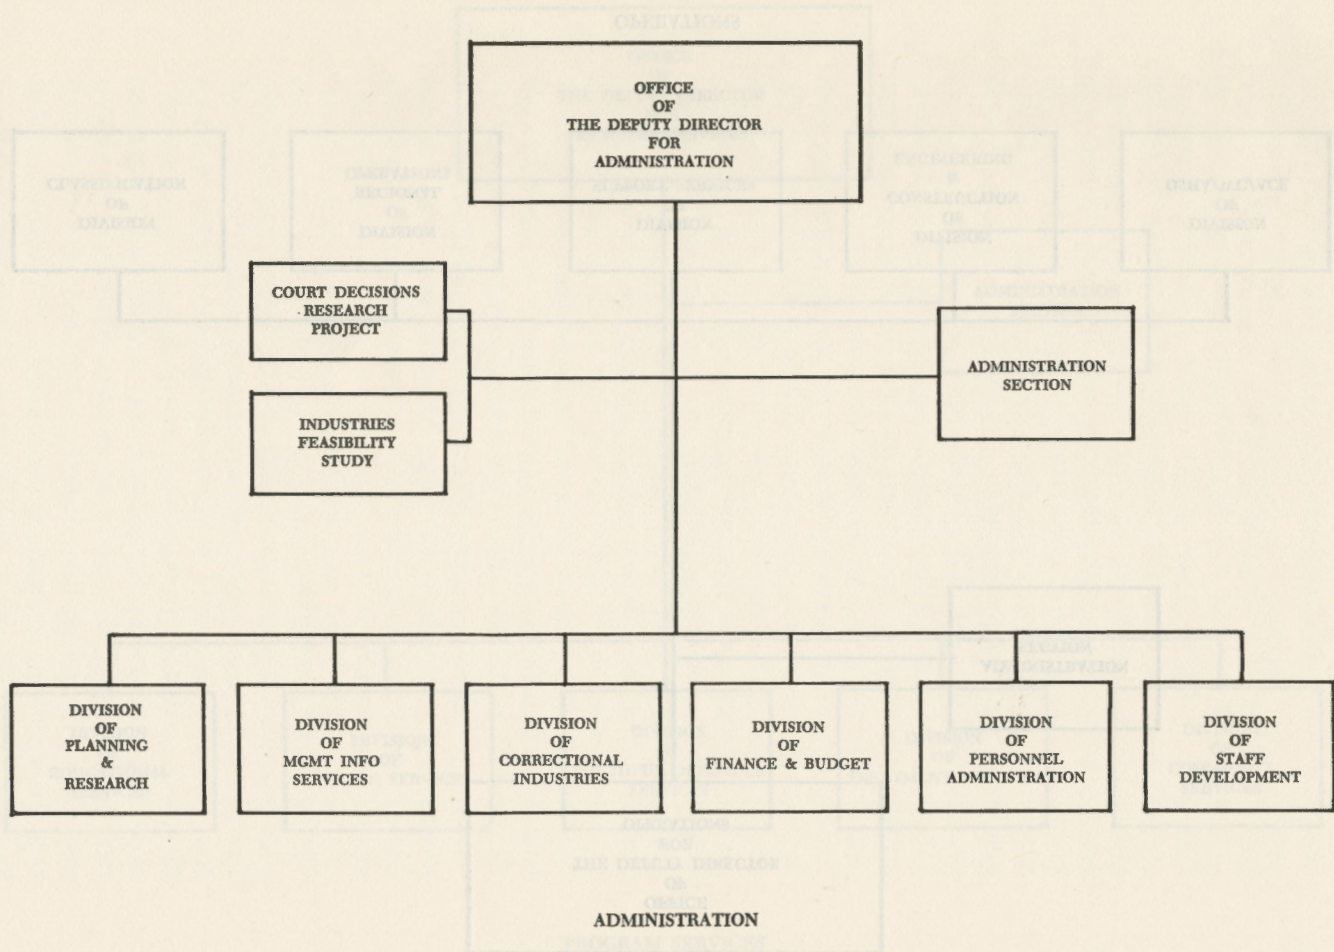 OFFICE
OF
THE DEPUTY DIRECTOR
FOR
ADMINISTRATION
COURT DECISIONS
RESEARCH
PROJECT
INDUSTRIES
FEASIBILITY
STUDY
ADMINISTRATION
SECTION
DIVISION
OF
PLANNING
&
RESEARCH
DIVISION
OF
MGMT INFO
SERVICES
DIVISION
OF
CORRECTIONAL
INDUSTRIES
DIVISION
OF
FINANCE & BUDGET
DIVISION
OF
PERSONNEL
ADMINISTRATION
DIVISION
OF
STAFF
DEVELOPMENT
ADMINISTRATION